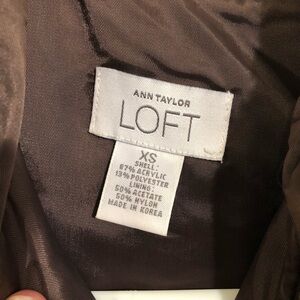 ANN TAYLOR
LOFT
XS
SHELL:
87% ACRYLIC
13% POLYESTER
LINING:
50% ACETATE
50% NYLON
MADE IN KOREA